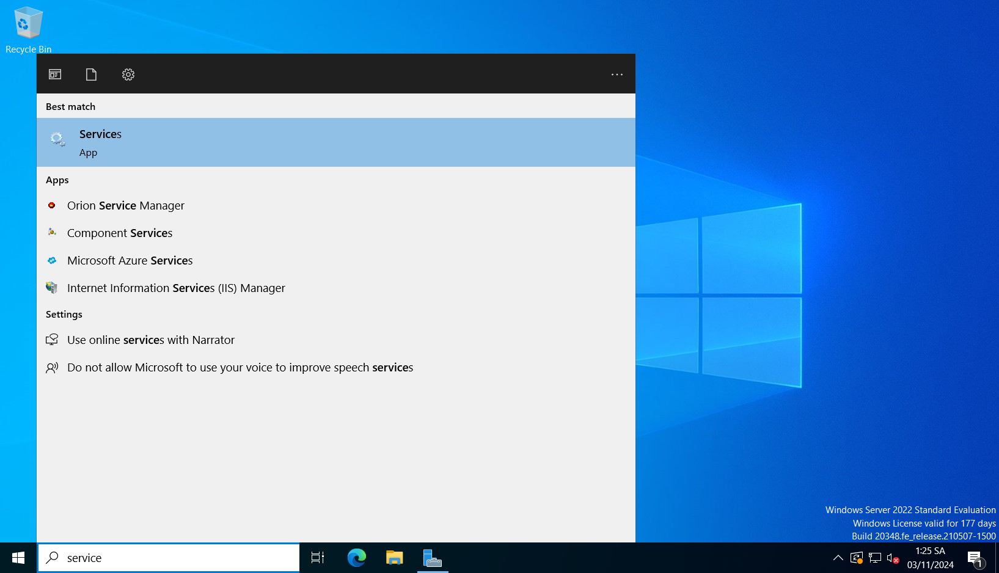 Recycle Bin
Best match
Services
App
Apps
Orion Service Manager
Component Services
Microsoft Azure Services
Internet Information Services (IIS) Manager
Settings
Use online services with Narrator
Do not allow Microsoft to use your voice to improve speech services
Windows Server 2022 Standard Evaluation
Windows License valid for 177 days
Build 20348.fe_release.210507-1500
service
1:25 SA
03/11/2024
1